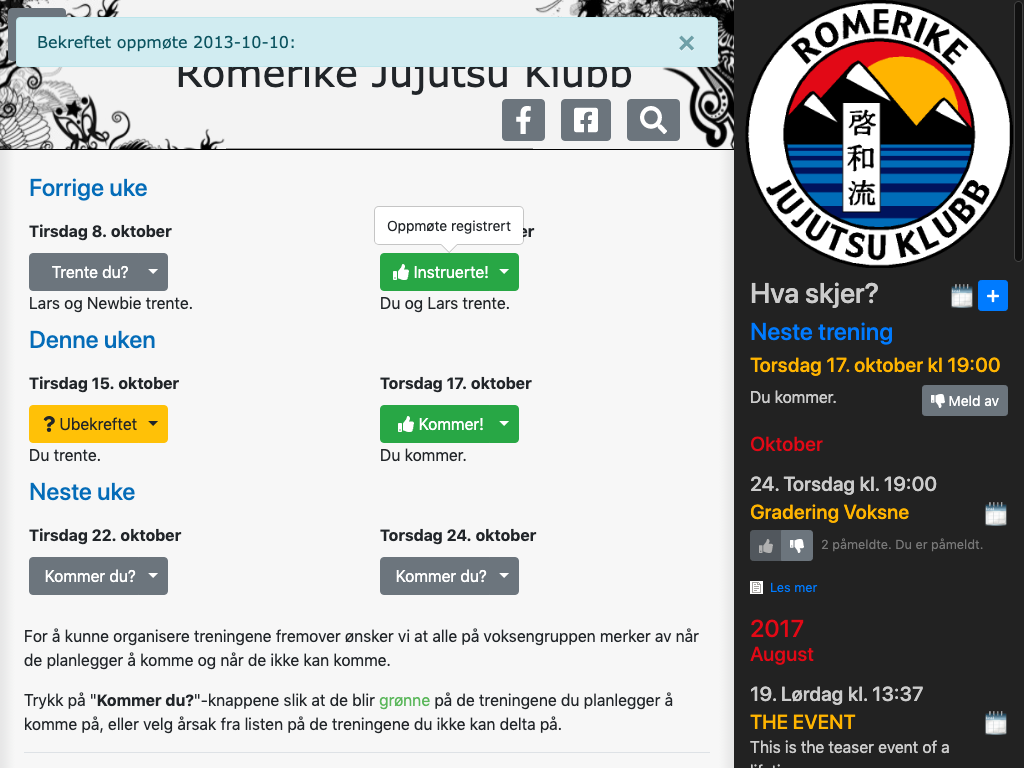 Bekreftet oppmøte 2013-10-10:
×
Romerike Jujutsu Klubb
Forrige uke
Tirsdag 8. oktober
Oppmøte registrert
er
Trente du?
Instruerte!
Lars og Newbie trente.
Du og Lars trente.
Denne uken
Tirsdag 15. oktober
Torsdag 17. oktober
? Ubekreftet
Kommer!
Du trente.
Du kommer.
Neste uke
Tirsdag 22. oktober
Torsdag 24. oktober
Kommer du?
Kommer du?
For å kunne organisere treningene fremover ønsker vi at alle på voksengruppen merker av når
de planlegger å komme og når de ikke kan komme.
Trykk på "Kommer du?"-knappene slik at de blir grønne på de treningene du planlegger å
komme på, eller velg årsak fra listen på de treningene du ikke kan delta på.
ROMERIKE
啓和流
JUJUTSU KLUBB
Hva skjer?
+
Neste trening
Torsdag 17. oktober kl 19:00
Du kommer.
Meld av
Oktober
24. Torsdag kl. 19:00
Gradering Voksne
2 påmeldte. Du er påmeldt.
Les mer
2017
August
19. Lørdag kl. 13:37
THE EVENT
This is the teaser event of a